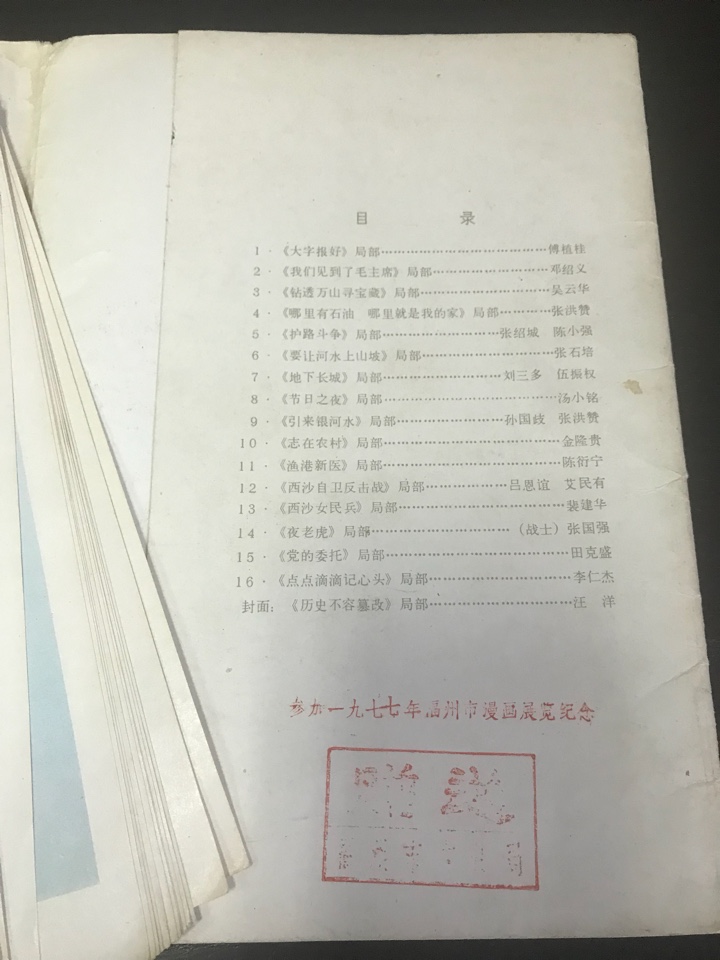 目 录
1·《大字报好》局部……………………………傅植桂
2·《我们见到了毛主席》局部……………………邓绍义
3·《钻透万山寻宝藏》局部………………………吴云华
4·《哪里有石油 哪里就是我的家》局部…………张洪赞
5·《护路斗争》局部……………………张绍城 陈小强
6·《要让河水上山坡》局部………………………张石培
7·《地下长城》局部……………………刘三多 伍振权
8·《节日之夜》局部………………………………汤小铭
9·《引来银河水》局部…………………孙国歧 张洪赞
10·《志在农村》局部………………………………金隆贵
11·《渔港新医》局部………………………………陈衍宁
12·《西沙自卫反击战》局部……………吕恩谊 艾民有
13·《西沙女民兵》局部……………………………裴建华
14·《夜老虎》局部…………………………(战士)张国强
15·《党的委托》局部………………………………田克盛
16·《点点滴滴记心头》局部………………………李仁杰
封面:《历史不容篡改》局部………………………汪 洋
参加一九七七年福州市漫画展览纪念
赠送